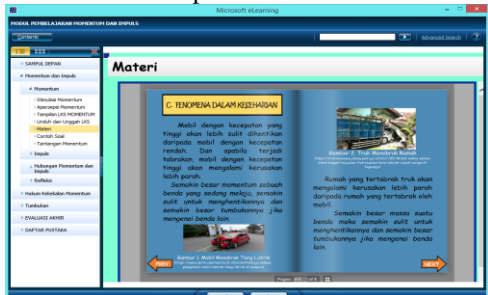 Microsoft eLearning
MODUL PEMBELAJARAN MOMENTUM DAN IMPULS
Contents
Advanced Search
SAMPUL DEPAN
Momentum dan Impuls
Momentum
- Stimulasi Momentum
- Apersepsi Momentum
- Tampilan LKS MOMENTUM
- Unduh dan Unggah LKS
- Materi
- Contoh Soal
- Tantangan Momentum
Impuls
Hubungan Momentum dan
Impuls
Refleksi
Hukum Kekekalan Momentum
Tumbukan
EVALUASI AKHIR
DAFTAR PUSTAKA
Materi
C. FENOMENA DALAM KESEHARIAN
Mobil dengan kecepatan yang
tinggi akan lebih sulit dihentikan
daripada mobil dengan kecepatan
rendah. Dan apabila terjadi
tabrakan, mobil dengan kecepatan
tinggi akan mengalami kerusakan
lebih parah.
Semakin besar momentum sebuah
benda yang sedang melaju, semakin
sulit untuk menghentikannya dan
semakin besar tumbukannya jika
mengenai benda lain.
Gambar 1. Mobil Menabrak Tiang Listrik
PREV
Gambar 2. Truk Menabrak Rumah
Rumah yang tertabrak truk akan
mengalami kerusakan lebih parah
daripada rumah yang tertabrak oleh
mobil.
Semakin besar massa suatu
benda maka semakin sulit untuk
menghentikannya dan semakin besar
tumbukannya jika mengenai benda
lain.
NEXT
Pages: